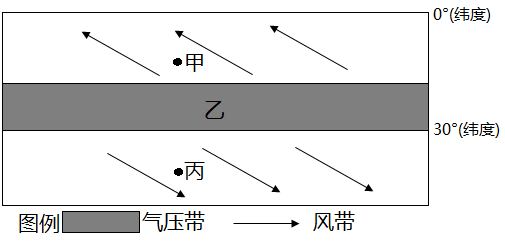 0°(纬度)
甲
乙
30°(纬度)
丙
图例 气压带 风带